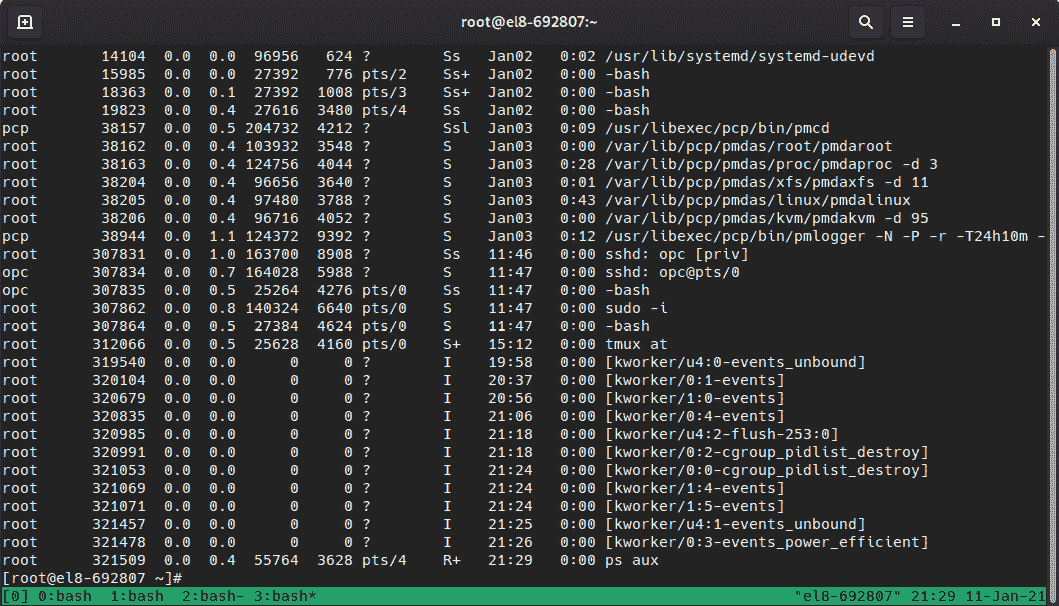 root@el8-692807:~
root       14104  0.0  0.0  96956   624 ?        Ss   Jan02   0:02 /usr/lib/systemd/systemd-udevd
root       15985  0.0  0.0  27392   776 pts/2    Ss+  Jan02   0:00 -bash
root       18363  0.0  0.1  27392  1008 pts/3    Ss+  Jan02   0:00 -bash
root       19823  0.0  0.4  27616  3480 pts/4    Ss   Jan02   0:00 -bash
pcp        38157  0.0  0.5 204732  4212 ?        Ssl  Jan03   0:09 /usr/libexec/pcp/bin/pmcd
root       38162  0.0  0.4 103932  3548 ?        S    Jan03   0:00 /var/lib/pcp/pmdas/root/pmdaroot
root       38163  0.0  0.4 124756  4044 ?        S    Jan03   0:28 /var/lib/pcp/pmdas/proc/pmdaproc -d 3
root       38204  0.0  0.4  96656  3640 ?        S    Jan03   0:01 /var/lib/pcp/pmdas/xfs/pmdaxfs -d 11
root       38205  0.0  0.4  97480  3788 ?        S    Jan03   0:43 /var/lib/pcp/pmdas/linux/pmdalinux
root       38206  0.0  0.4  96716  4052 ?        S    Jan03   0:00 /var/lib/pcp/pmdas/kvm/pmdakvm -d 95
pcp        38944  0.0  1.1 124372  9392 ?        S    Jan03   0:12 /usr/libexec/pcp/bin/pmlogger -N -P -r -T24h10m -
root      307831  0.0  1.0 163700  8908 ?        Ss   11:46   0:00 sshd: opc [priv]
opc       307834  0.0  0.7 164028  5988 ?        S    11:47   0:00 sshd: opc@pts/0
opc       307835  0.0  0.5  25264  4276 pts/0    Ss   11:47   0:00 -bash
root      307862  0.0  0.8 140324  6640 pts/0    S    11:47   0:00 sudo -i
root      307864  0.0  0.5  27384  4624 pts/0    S    11:47   0:00 -bash
root      312066  0.0  0.5  25628  4160 pts/0    S+   15:12   0:00 tmux at
root      319540  0.0  0.0      0     0 ?        I    19:58   0:00 [kworker/u4:0-events_unbound]
root      320104  0.0  0.0      0     0 ?        I    20:37   0:00 [kworker/0:1-events]
root      320679  0.0  0.0      0     0 ?        I    20:56   0:00 [kworker/1:0-events]
root      320835  0.0  0.0      0     0 ?        I    21:06   0:00 [kworker/0:4-events]
root      320985  0.0  0.0      0     0 ?        I    21:18   0:00 [kworker/u4:2-flush-253:0]
root      320991  0.0  0.0      0     0 ?        I    21:18   0:00 [kworker/0:2-cgroup_pidlist_destroy]
root      321053  0.0  0.0      0     0 ?        I    21:24   0:00 [kworker/0:0-cgroup_pidlist_destroy]
root      321069  0.0  0.0      0     0 ?        I    21:24   0:00 [kworker/1:4-events]
root      321071  0.0  0.0      0     0 ?        I    21:24   0:00 [kworker/1:5-events]
root      321457  0.0  0.0      0     0 ?        I    21:25   0:00 [kworker/u4:1-events_unbound]
root      321478  0.0  0.0      0     0 ?        I    21:26   0:00 [kworker/0:3-events_power_efficient]
root      321509  0.0  0.4  55764  3628 pts/4    R+   21:29   0:00 ps aux
[root@el8-692807 ~]#
[0] 0:bash  1:bash  2:bash- 3:bash* "el8-692807" 21:29 11-Jan-21